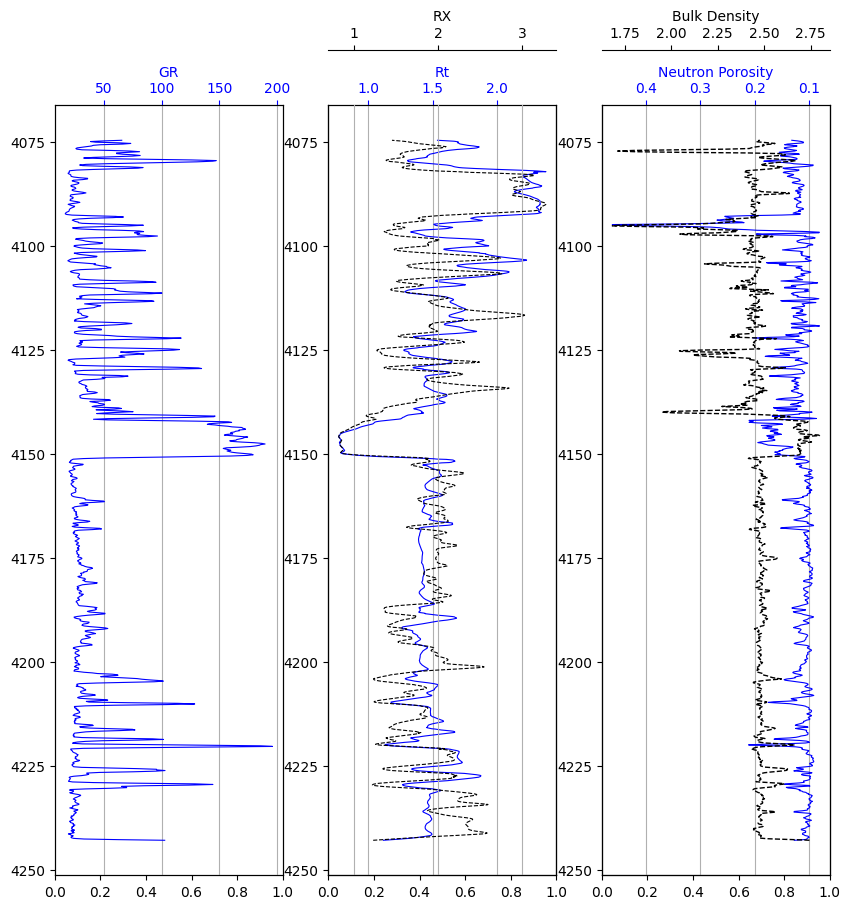 RX
Bulk Density
1 2 3
1.75 2.00 2.25 2.50 2.75
GR
Rt
Neutron Porosity
50 100 150 200
1.0 1.5 2.0
0.4 0.3 0.2 0.1
4075 4075 4075
4100 4100 4100
4125 4125 4125
4150 4150 4150
4175 4175 4175
4200 4200 4200
4225 4225 4225
4250 4250 4250
0.0 0.2 0.4 0.6 0.8 1.0 0.0 0.2 0.4 0.6 0.8 1.0 0.0 0.2 0.4 0.6 0.8 1.0